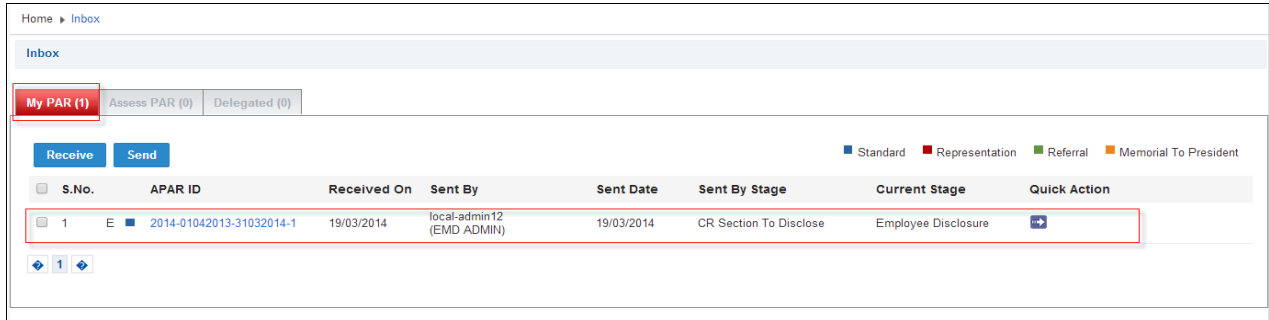 Home Inbox
Inbox
My PAR (1) Assess PAR (0) Delegated (0)
Receive Send Standard Representation Referral Memorial To President
S.No. APAR ID Received On Sent By Sent Date Sent By Stage Current Stage Quick Action
1 E 2014-01042013-31032014-1 19/03/2014 local-admin12 (EMD ADMIN) 19/03/2014 CR Section To Disclose Employee Disclosure
� 1 �